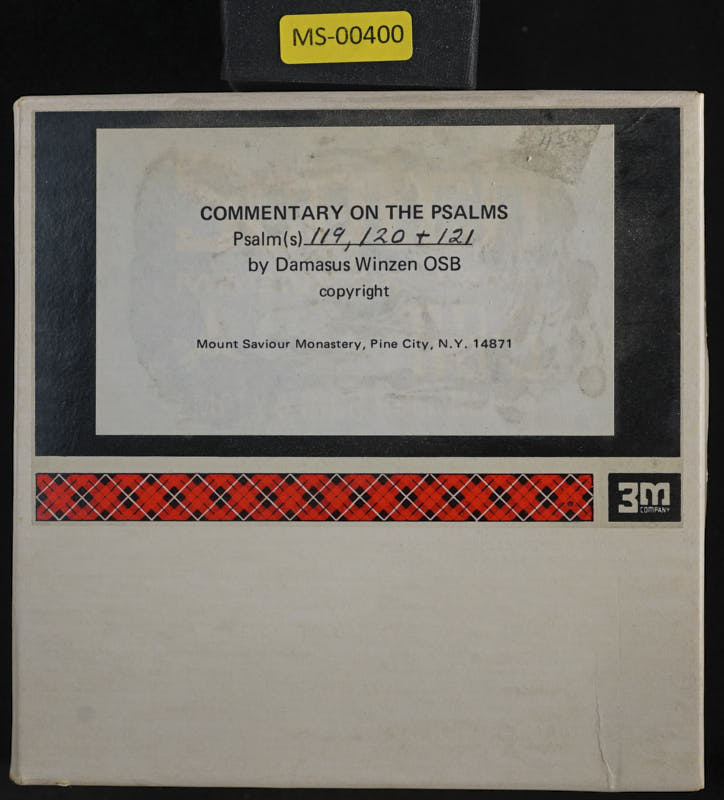 MS-00400
COMMENTARY ON THE PSALMS
Psalm(s) 119, 120 + 121
by Damasus Winzen OSB
copyright
Mount Saviour Monastery, Pine City, N.Y. 14871
3M
COMPANY